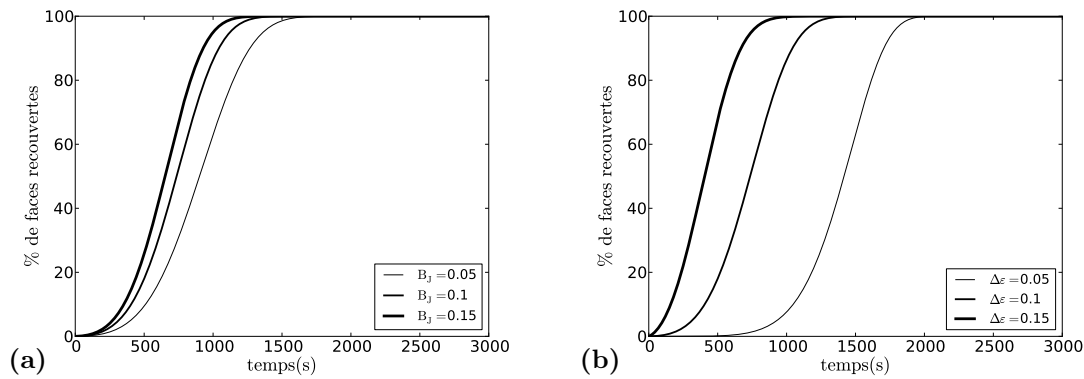 100
80
60
40
20
0
% de faces recouvertes
B_J =0.05
B_J =0.1
B_J =0.15
0 500 1000 1500 2000 2500 3000
temps(s)
(a)
100
80
60
40
20
0
% de faces recouvertes
Δε =0.05
Δε =0.1
Δε =0.15
0 500 1000 1500 2000 2500 3000
temps(s)
(b)